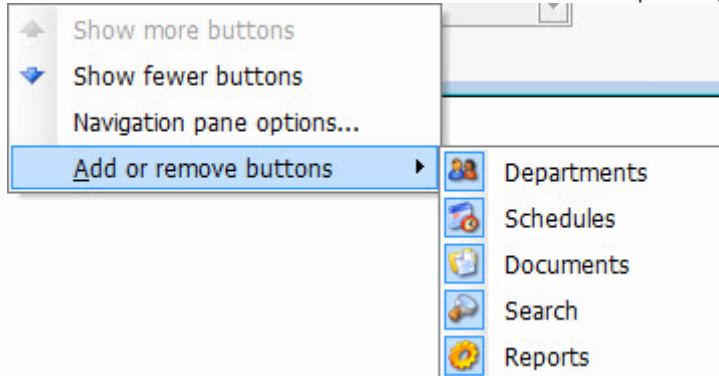 Show more buttons
Show fewer buttons
Navigation pane options...
Add or remove buttons
Departments
Schedules
Documents
Search
Reports